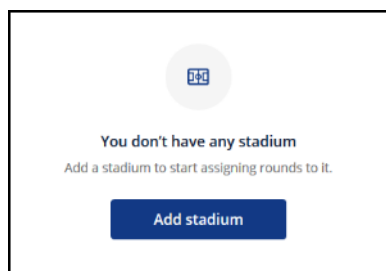 You don't have any stadium
Add a stadium to start assigning rounds to it.
Add stadium